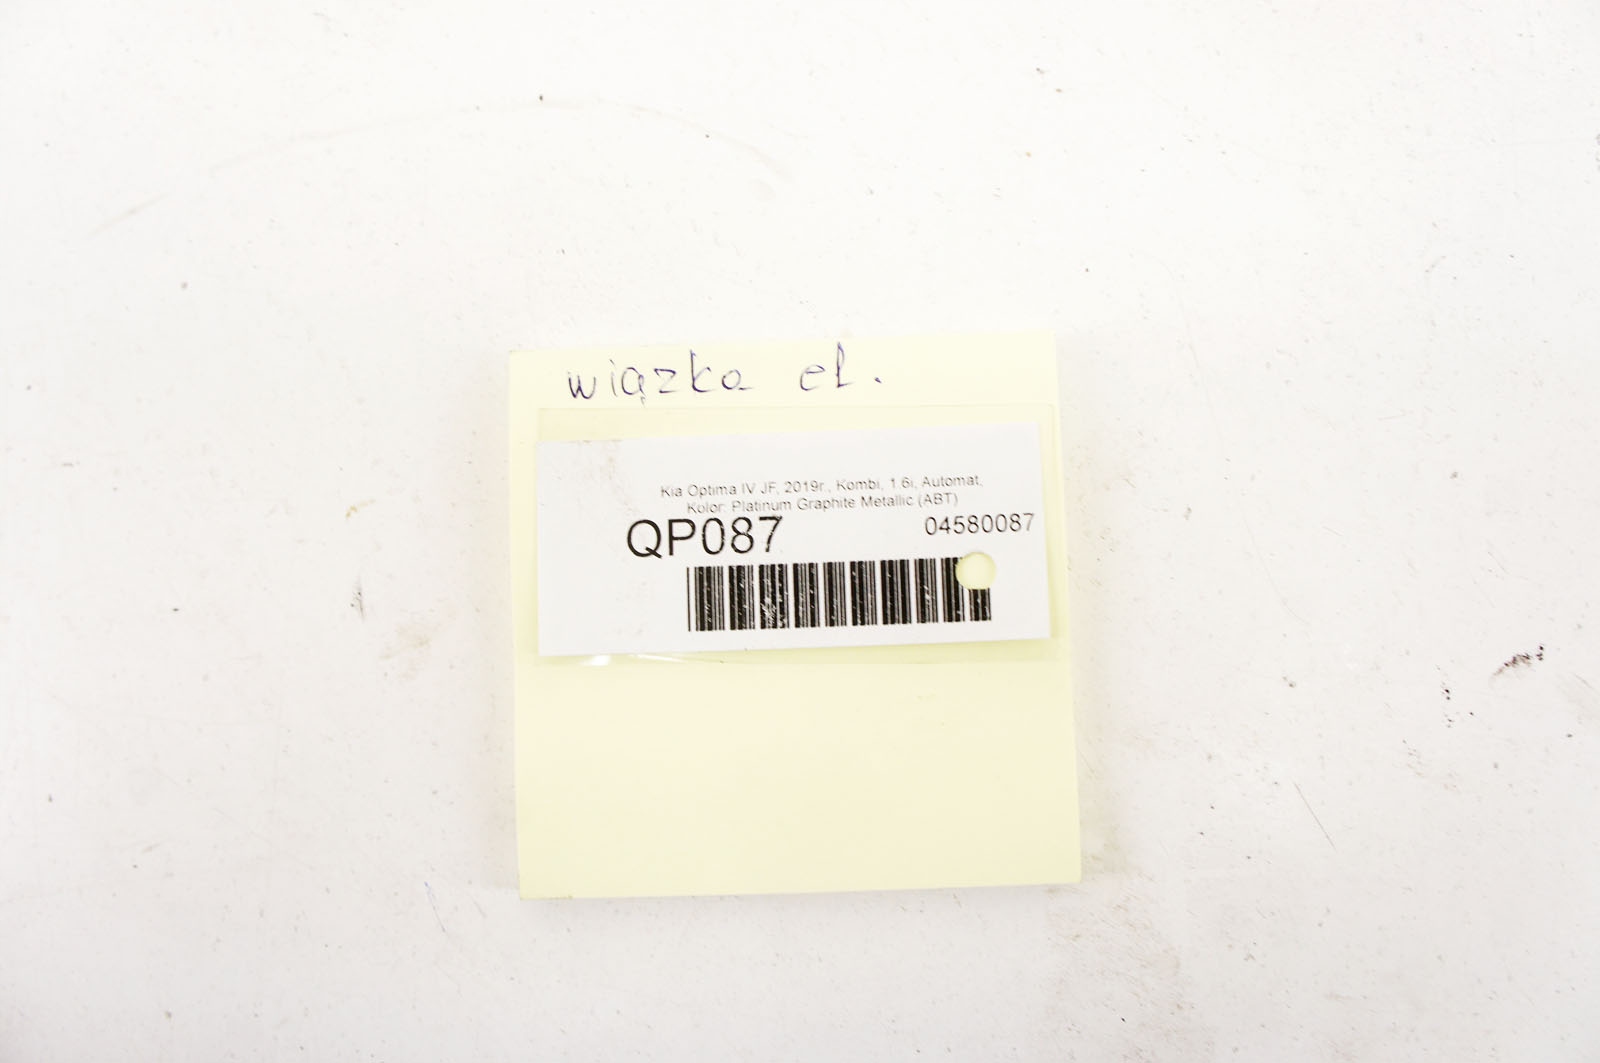 wiązka el.
Kia Optima IV JF, 2019r., Kombi, 1.6i, Automat,
Kolor: Platinum Graphite Metallic (ABT)
QP087 04580087